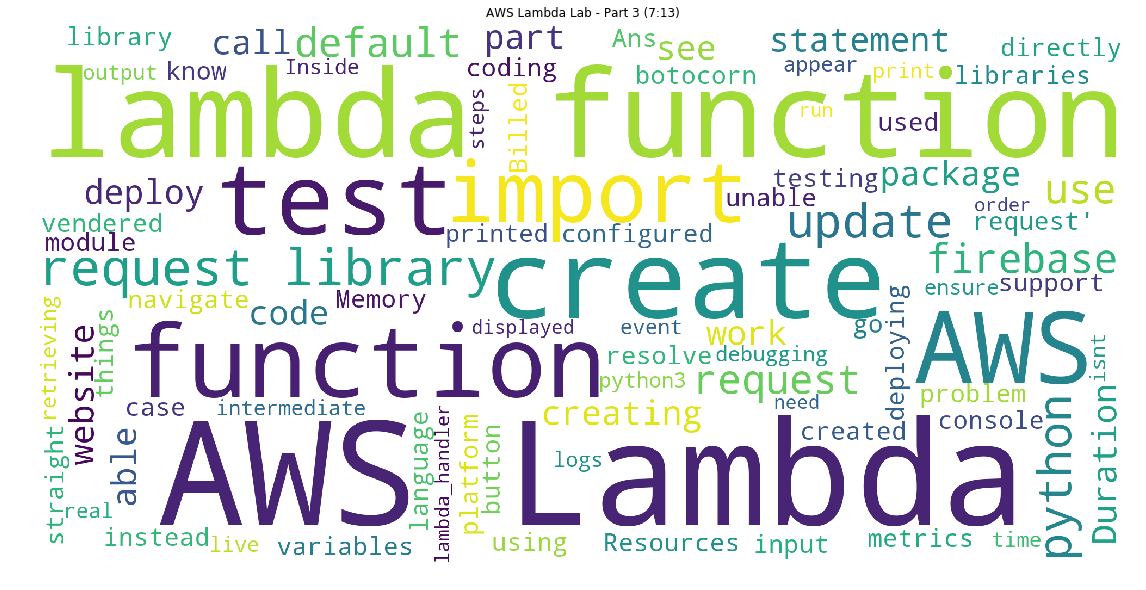 AWS Lambda Lab - Part 3 (7:13)
library
call
default
part
Ans
see
statement
directly
output
know
Inside
coding
botocorn
appear
print
libraries
lambda function
steps
Billed
run
used
deploy
test
import
unable
testing
package
order
use
vendered
module
printed
configured
update
request'
request library
create
firebase
navigate
code
Memory
ensure
support
retrieving
website
things
function
displayed
event
work
go
deploying
AWS
isnt
resolve
debugging
python3
request
problem
case
intermediate
creating
need
created
console
straight
able
AWS Lambda
language
lambda_handler
platform
button
logs
python
Duration
real
instead
live
variables
using
Resources
input
metrics
time